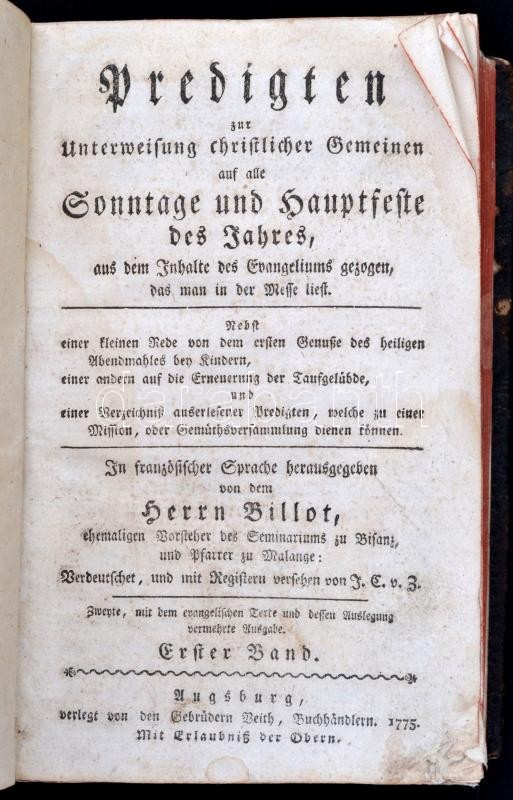 Predigten
zur
Unterweisung christlicher Gemeinen
auf alle
Sonntage und Hauptfeste
des Jahres,
aus dem Inhalte des Evangeliums gezogen,
das man in der Messe liest.
Nebst
einer kleinen Rede von dem ersten Genuße des heiligen
Abendmahles bey Kindern,
einer andern auf die Erneuerung der Taufgelübde,
und
einer Verzeichniß auserlesener Predigten, welche zu einer
Mission, oder Gemüthsversammlung dienen können.
In französischer Sprache herausgegeben
von dem
Herrn Billot,
ehemaligen Vorsteher des Seminariums zu Bisanz,
und Pfarrer zu Malange:
Verdeutschet, und mit Registern versehen von J. C. v. Z.
Zweyte, mit dem evangelischen Texte und dessen Auslegung
vermehrte Ausgabe.
Erster Band.
Augsburg,
verlegt von den Gebrüdern Veith, Buchhändlern. 1775.
Mit Erlaubniß der Obern.